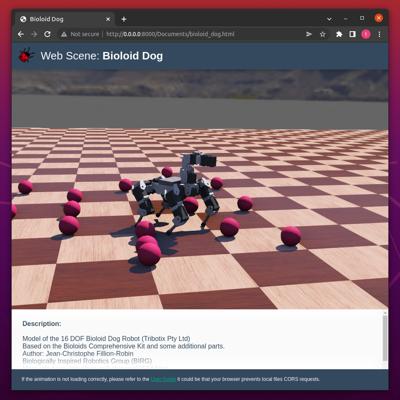 Bioloid Dog
Not secure | http://0.0.0.0:8000/Documents/bioloid_dog.html
Web Scene: Bioloid Dog
Description:
Model of the 16 DOF Bioloid Dog Robot (Tribotix Pty Ltd)
Based on the Bioloids Comprehensive Kit and some additional parts.
Author: Jean-Christophe Fillion-Robin
Biologically Inspired Robotics Group (BIRG)
If the animation is not loading correctly, please refer to the User Guide it could be that your browser prevents local files CORS requests.